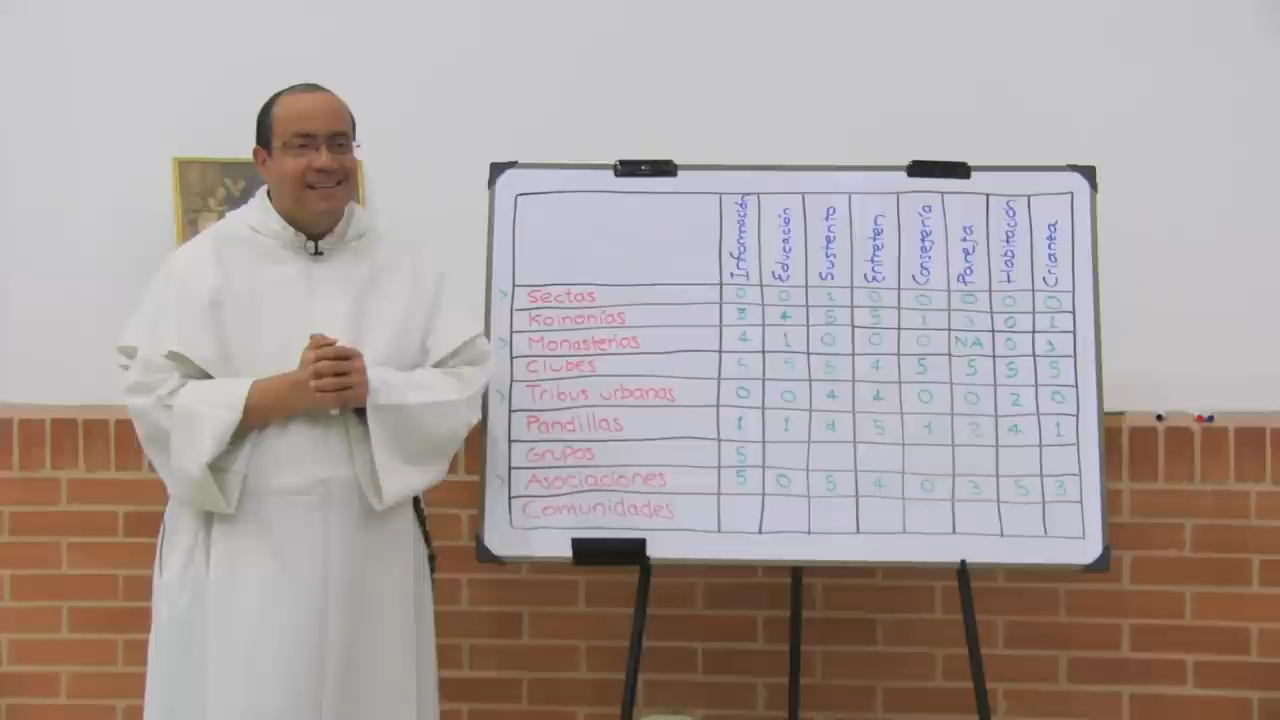 Información Educación Sustento Entreten. Consejería Pareja Habitación Crianza
> Sectas 0 0 1 0 0 0 0 0
Koinonías 3 4 5 5 1 3 0 1
> Monasterios 4 1 0 0 0 NA 0 3
Clubes 5 5 5 4 5 5 5 5
> Tribus urbanas 0 0 4 4 0 0 2 0
Pandillas 1 1 4 5 1 2 4 1
Grupos 5
> Asociaciones 5 0 5 4 0 3 5 3
Comunidades